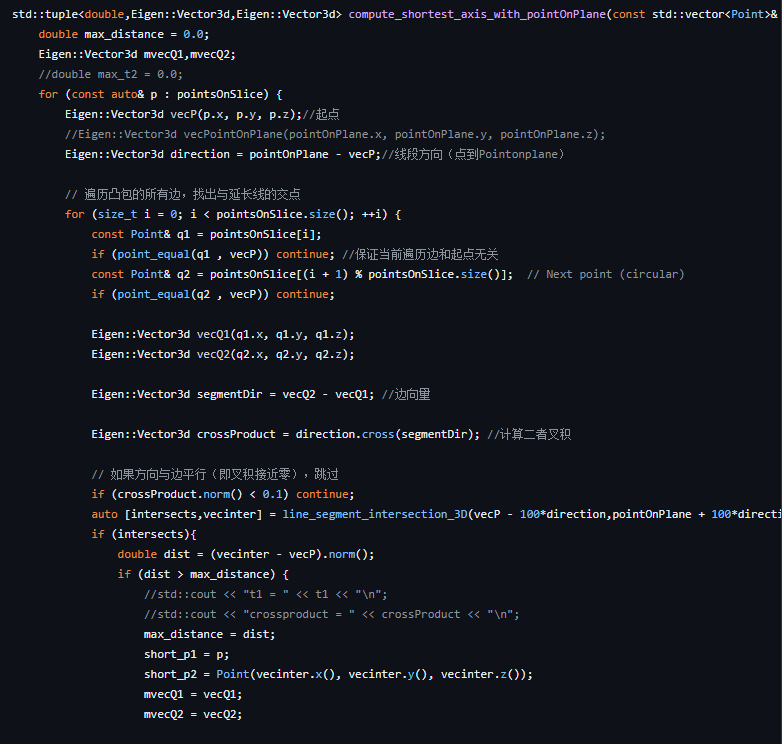 std::tuple<double,Eigen::Vector3d,Eigen::Vector3d> compute_shortest_axis_with_pointOnPlane(const std::vector<Point>&
double max_distance = 0.0;
Eigen::Vector3d mvecQ1,mvecQ2;
//double max_t2 = 0.0;
for (const auto& p : pointsOnSlice) {
Eigen::Vector3d vecP(p.x, p.y, p.z);//起点
//Eigen::Vector3d vecPointOnPlane(pointOnPlane.x, pointOnPlane.y, pointOnPlane.z);
Eigen::Vector3d direction = pointOnPlane - vecP;//线段方向（点到Pointonplane）
// 遍历凸包的所有边，找出与延长线的交点
for (size_t i = 0; i < pointsOnSlice.size(); ++i) {
const Point& q1 = pointsOnSlice[i];
if (point_equal(q1 , vecP)) continue; //保证当前遍历边和起点无关
const Point& q2 = pointsOnSlice[(i + 1) % pointsOnSlice.size()];  // Next point (circular)
if (point_equal(q2 , vecP)) continue;
Eigen::Vector3d vecQ1(q1.x, q1.y, q1.z);
Eigen::Vector3d vecQ2(q2.x, q2.y, q2.z);
Eigen::Vector3d segmentDir = vecQ2 - vecQ1; //边向量
Eigen::Vector3d crossProduct = direction.cross(segmentDir); //计算二者叉积
// 如果方向与边平行（即叉积接近零），跳过
if (crossProduct.norm() < 0.1) continue;
auto [intersects,vecinter] = line_segment_intersection_3D(vecP - 100*direction,pointOnPlane + 100*directi
if (intersects){
double dist = (vecinter - vecP).norm();
if (dist > max_distance) {
//std::cout << "t1 = " << t1 << "\n";
//std::cout << "crossproduct = " << crossProduct << "\n";
max_distance = dist;
short_p1 = p;
short_p2 = Point(vecinter.x(), vecinter.y(), vecinter.z());
mvecQ1 = vecQ1;
mvecQ2 = vecQ2;